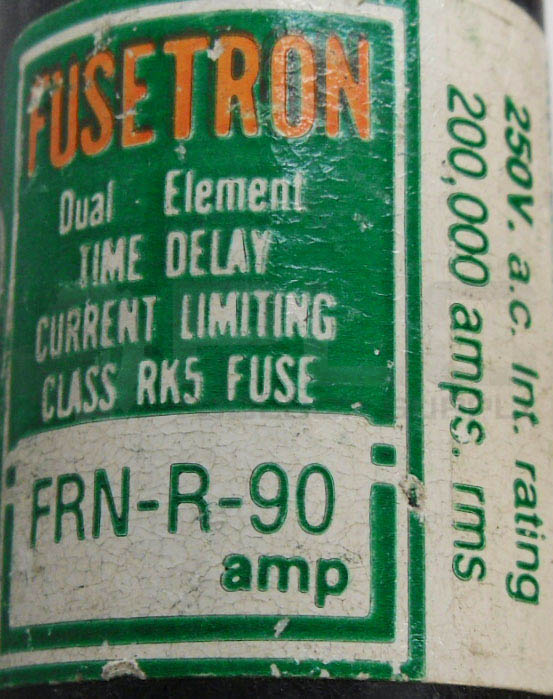 FUSETRON
Dual Element
TIME DELAY
CURRENT LIMITING
CLASS RK5 FUSE
FRN-R-90
amp
250v. a.c. Int. rating
200,000 amps. rms